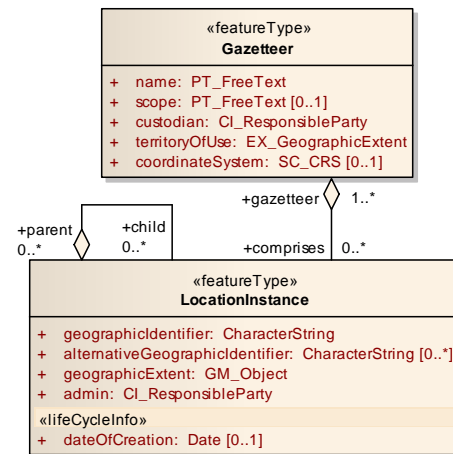 «featureType»
Gazetteer
+ name: PT_FreeText
+ scope: PT_FreeText [0..1]
+ custodian: CI_ResponsibleParty
+ territoryOfUse: EX_GeographicExtent
+ coordinateSystem: SC_CRS [0..1]
+gazetteer 1..*
+parent +child
0..* 0..*
+comprises 0..*
«featureType»
LocationInstance
+ geographicIdentifier: CharacterString
+ alternativeGeographicIdentifier: CharacterString [0..*]
+ geographicExtent: GM_Object
+ admin: CI_ResponsibleParty
«lifeCycleInfo»
+ dateOfCreation: Date [0..1]